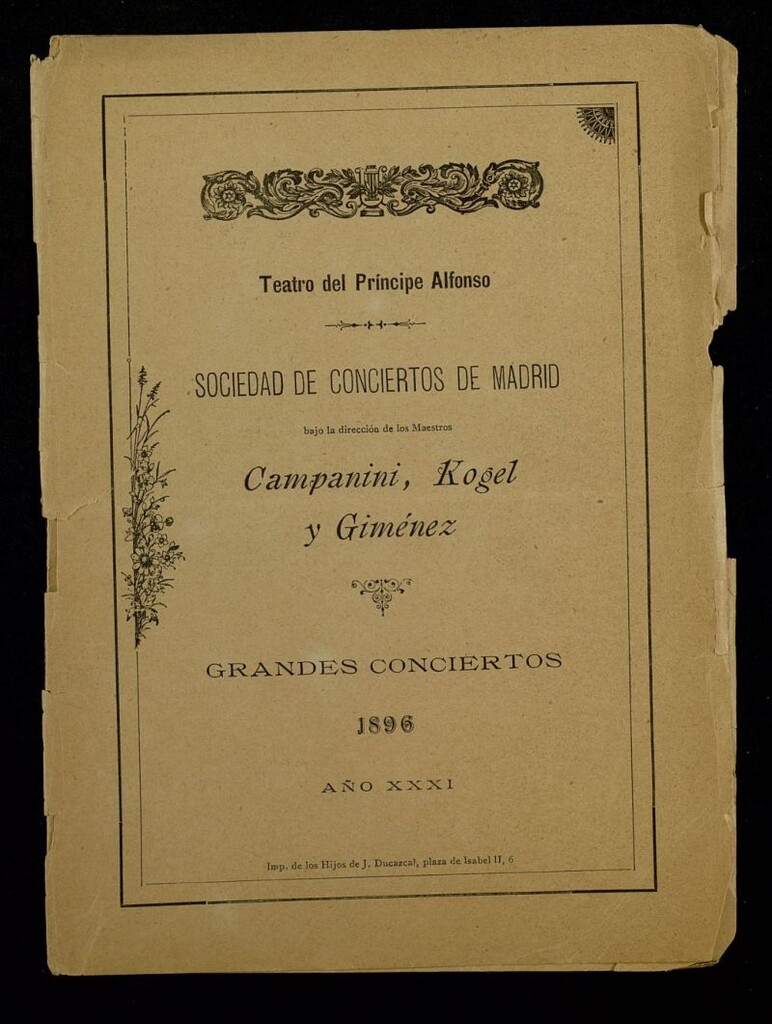 Teatro del Príncipe Alfonso
SOCIEDAD DE CONCIERTOS DE MADRID
bajo la dirección de los Maestros
Campanini, Kogel
y Giménez
GRANDES CONCIERTOS
1896
AÑO XXXI
Imp. de los Hijos de J. Ducazcal, plaza de Isabel II, 6